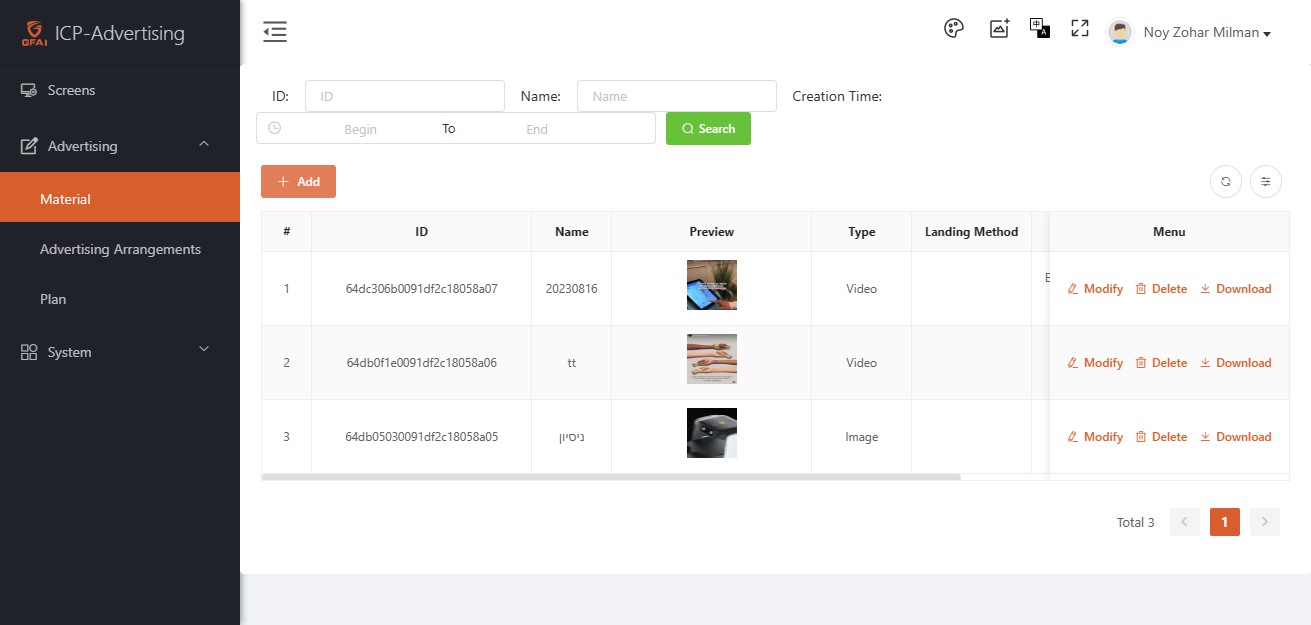 GFAI ICP-Advertising
Noy Zohar Milman
Screens
Advertising
Material
Advertising Arrangements
Plan
System
ID: ID Name: Name Creation Time:
Begin To End Search
Add
# ID Name Preview Type Landing Method Menu
1 64dc306b0091df2c18058a07 20230816 Video Modify Delete Download
2 64db0f1e0091df2c18058a06 tt Video Modify Delete Download
3 64db05030091df2c18058a05 ניסיון Image Modify Delete Download
Total 3 1